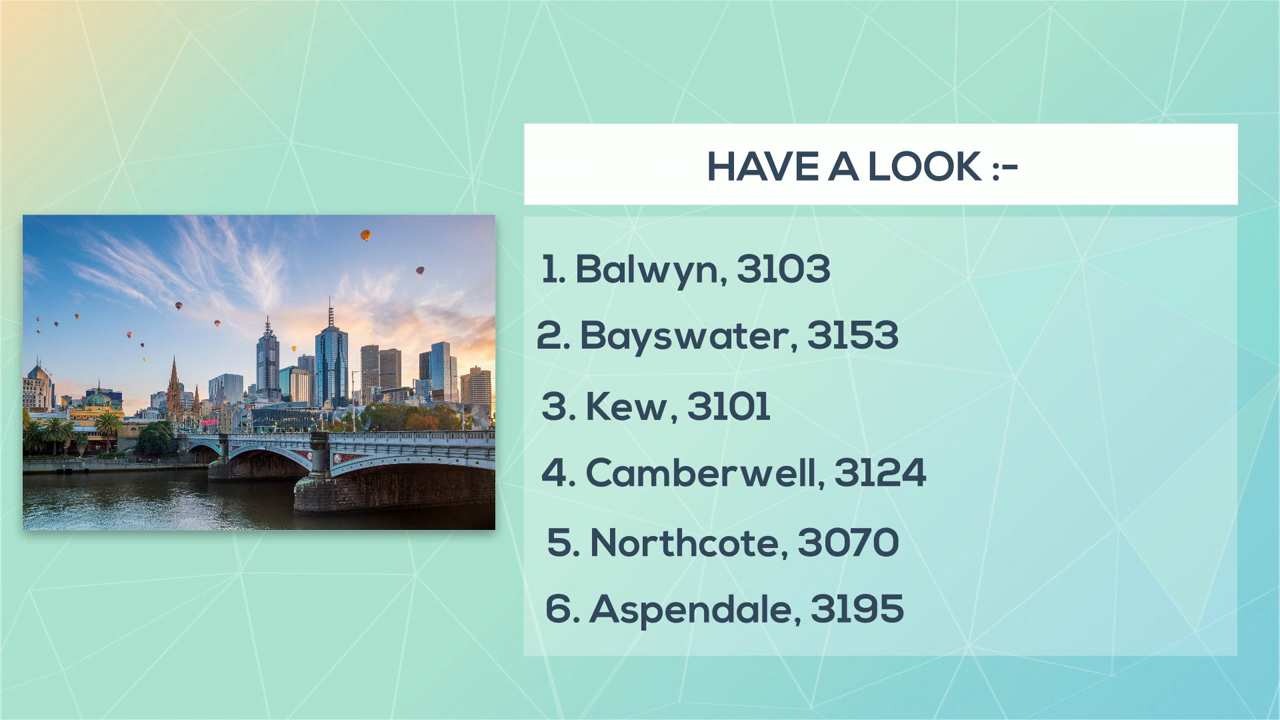 HAVE A LOOK :-
1. Balwyn, 3103
2. Bayswater, 3153
3. Kew, 3101
4. Camberwell, 3124
5. Northcote, 3070
6. Aspendale, 3195